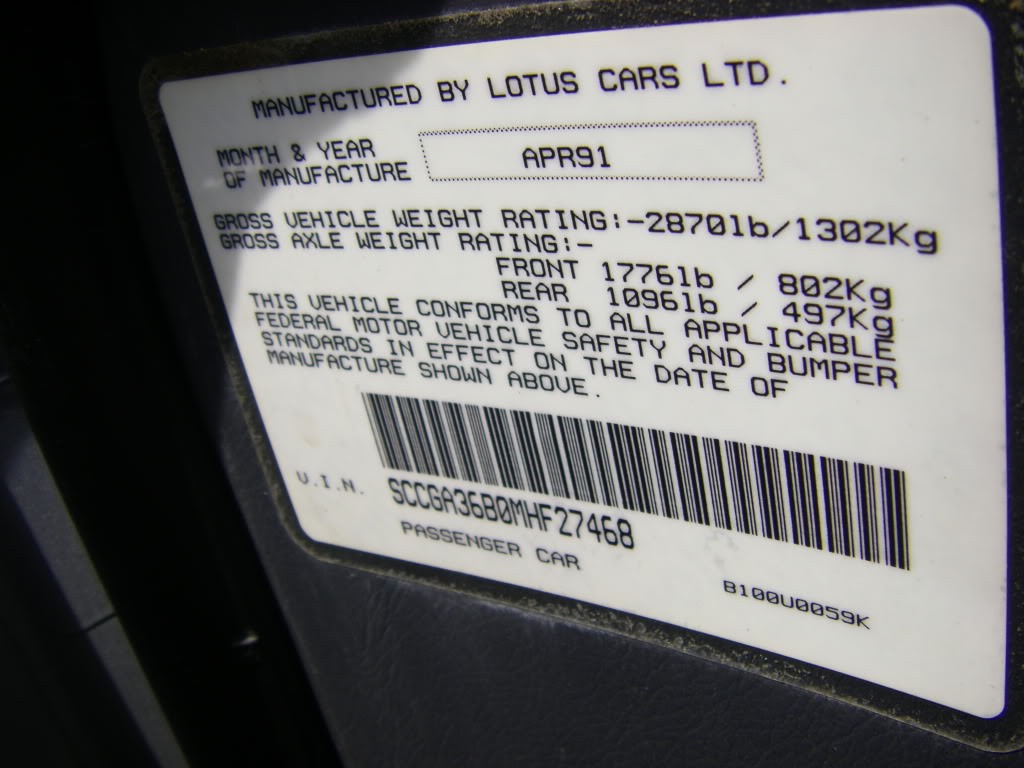 MANUFACTURED BY LOTUS CARS LTD.
MONTH & YEAR
OF MANUFACTURE
APR91
GROSS VEHICLE WEIGHT RATING:-2870lb/1302Kg
GROSS AXLE WEIGHT RATING:-
FRONT 1776lb / 802Kg
REAR 1096lb / 497Kg
THIS VEHICLE CONFORMS TO ALL APPLICABLE
FEDERAL MOTOR VEHICLE SAFETY AND BUMPER
STANDARDS IN EFFECT ON THE DATE OF
MANUFACTURE SHOWN ABOVE.
V.I.N. SCCGA36B0MHF27468
PASSENGER CAR
B100U0059K